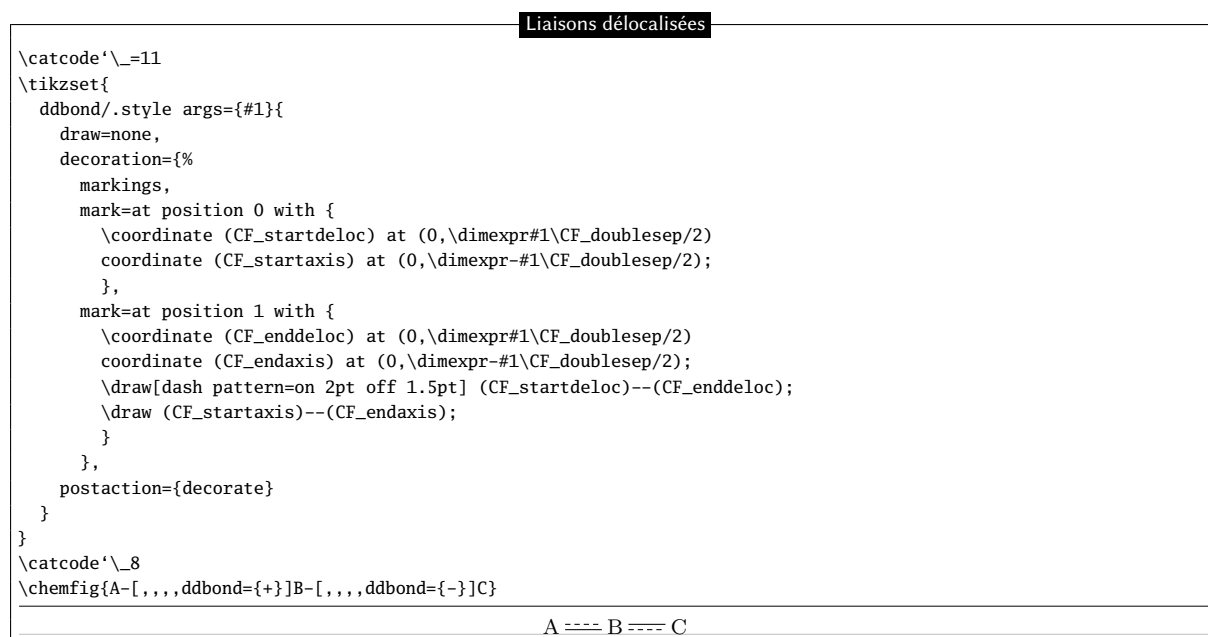 Liaisons délocalisées
\catcode‘\_=11
\tikzset{
  ddbond/.style args={#1}{
    draw=none,
    decoration={%
      markings,
      mark=at position 0 with {
        \coordinate (CF_startdeloc) at (0,\dimexpr#1\CF_doublesep/2)
        coordinate (CF_startaxis) at (0,\dimexpr-#1\CF_doublesep/2);
        },
      mark=at position 1 with {
        \coordinate (CF_enddeloc) at (0,\dimexpr#1\CF_doublesep/2)
        coordinate (CF_endaxis) at (0,\dimexpr-#1\CF_doublesep/2);
        \draw[dash pattern=on 2pt off 1.5pt] (CF_startdeloc)--(CF_enddeloc);
        \draw (CF_startaxis)--(CF_endaxis);
        }
      },
    postaction={decorate}
  }
}
\catcode‘\_8
\chemfig{A-[,,,,ddbond={+}]B-[,,,,ddbond={-}]C}
A B C